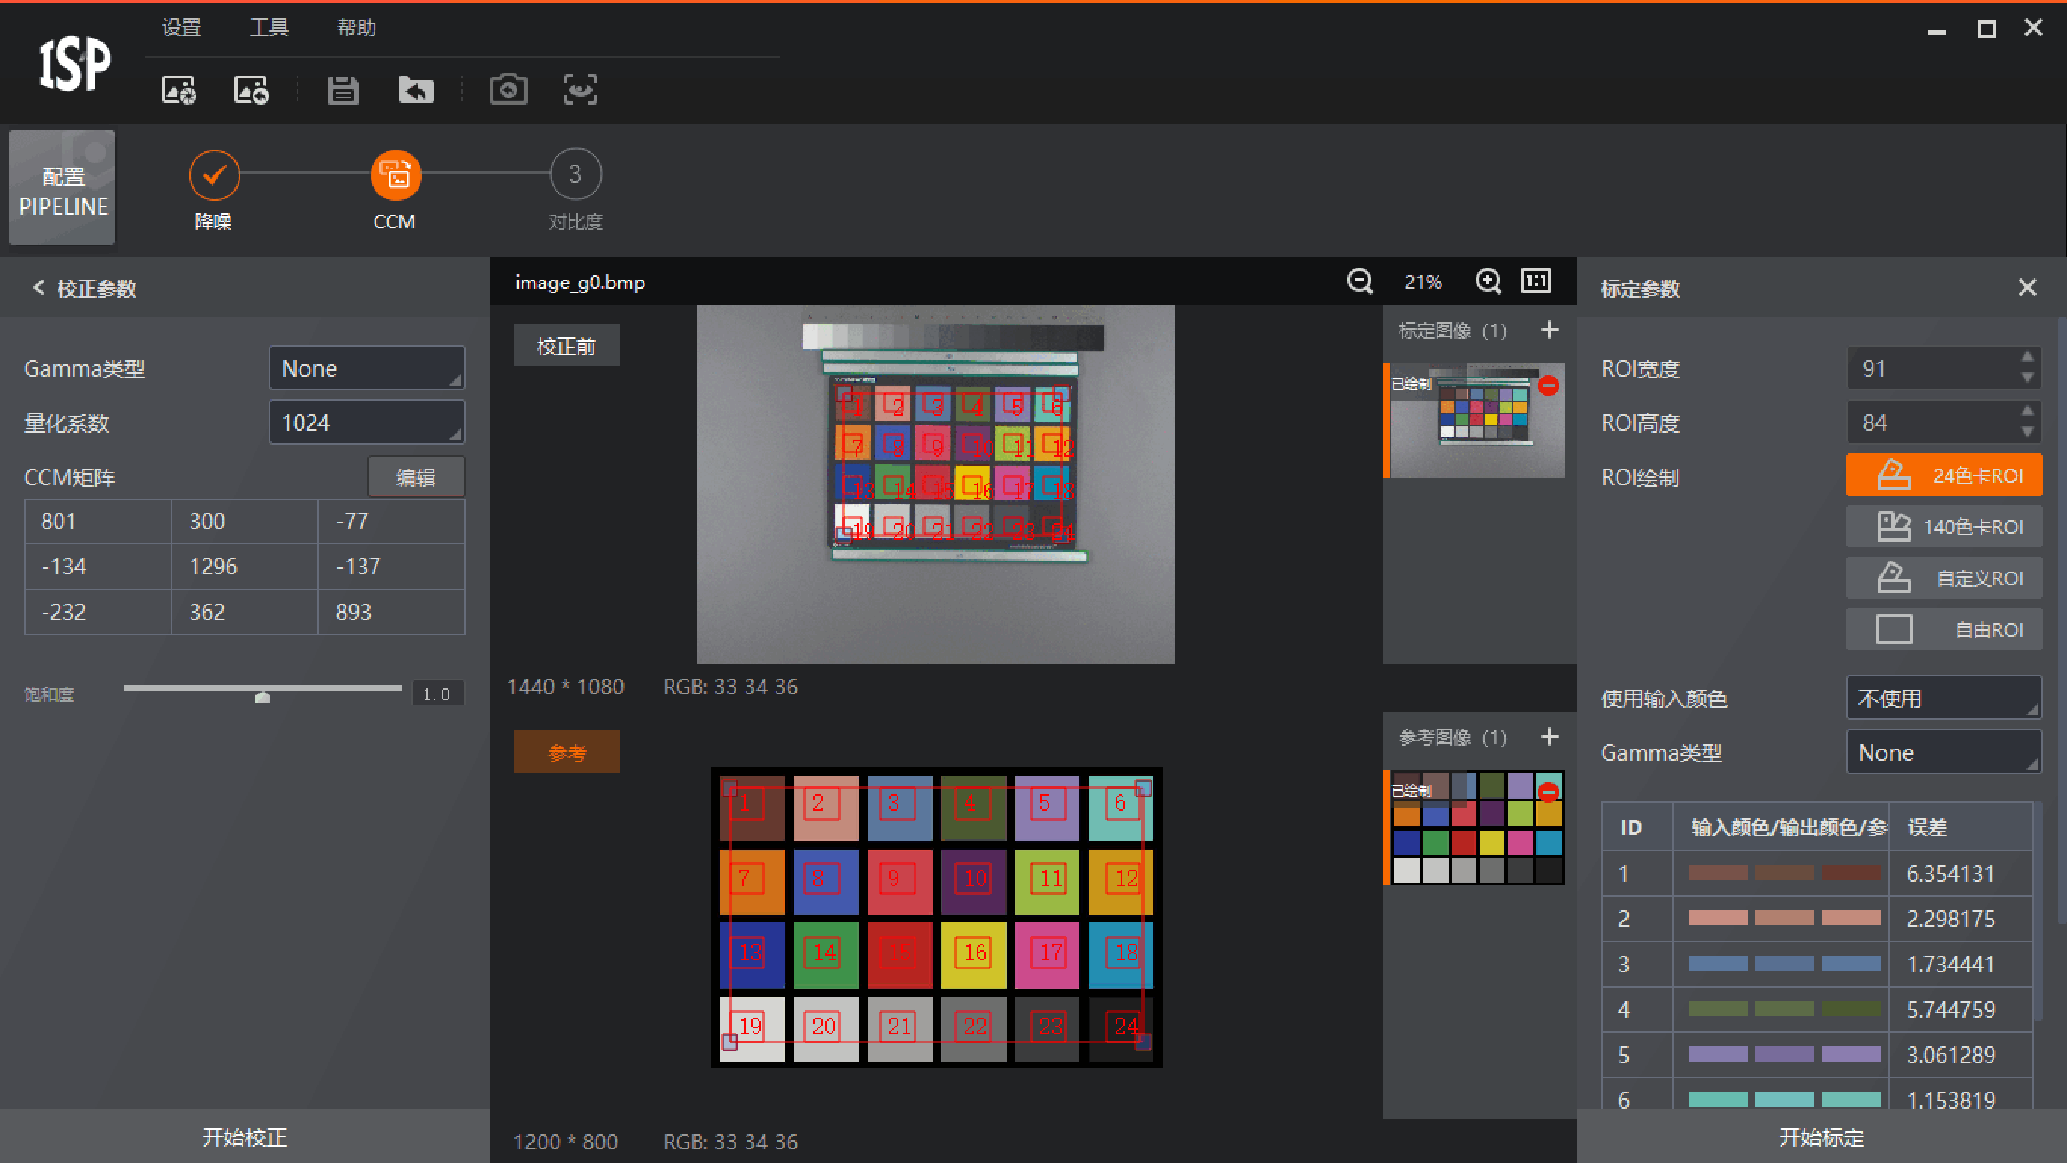 ISP
设置 工具 帮助
配置
PIPELINE
降噪
CCM
3
对比度
校正参数
Gamma类型 None
量化系数 1024
CCM矩阵 编辑
801 300 -77
-134 1296 -137
-232 362 893
饱和度 1.0
开始校正
image_g0.bmp 21% 1:1
校正前
1 2 3 4 5 6
7 8 9 10 11 12
13 14 15 16 17 18
19 20 21 22 23 24
1440 * 1080 RGB: 33 34 36
标定图像 (1)
已绘制
参考
1 2 3 4 5 6
7 8 9 10 11 12
13 14 15 16 17 18
19 20 21 22 23 24
1200 * 800 RGB: 33 34 36
参考图像 (1)
已绘制
标定参数
ROI宽度 91
ROI高度 84
ROI绘制 24色卡ROI
140色卡ROI
自定义ROI
自由ROI
使用输入颜色 不使用
Gamma类型 None
ID 输入颜色/输出颜色/参 误差
1 6.354131
2 2.298175
3 1.734441
4 5.744759
5 3.061289
6 1.153819
开始标定